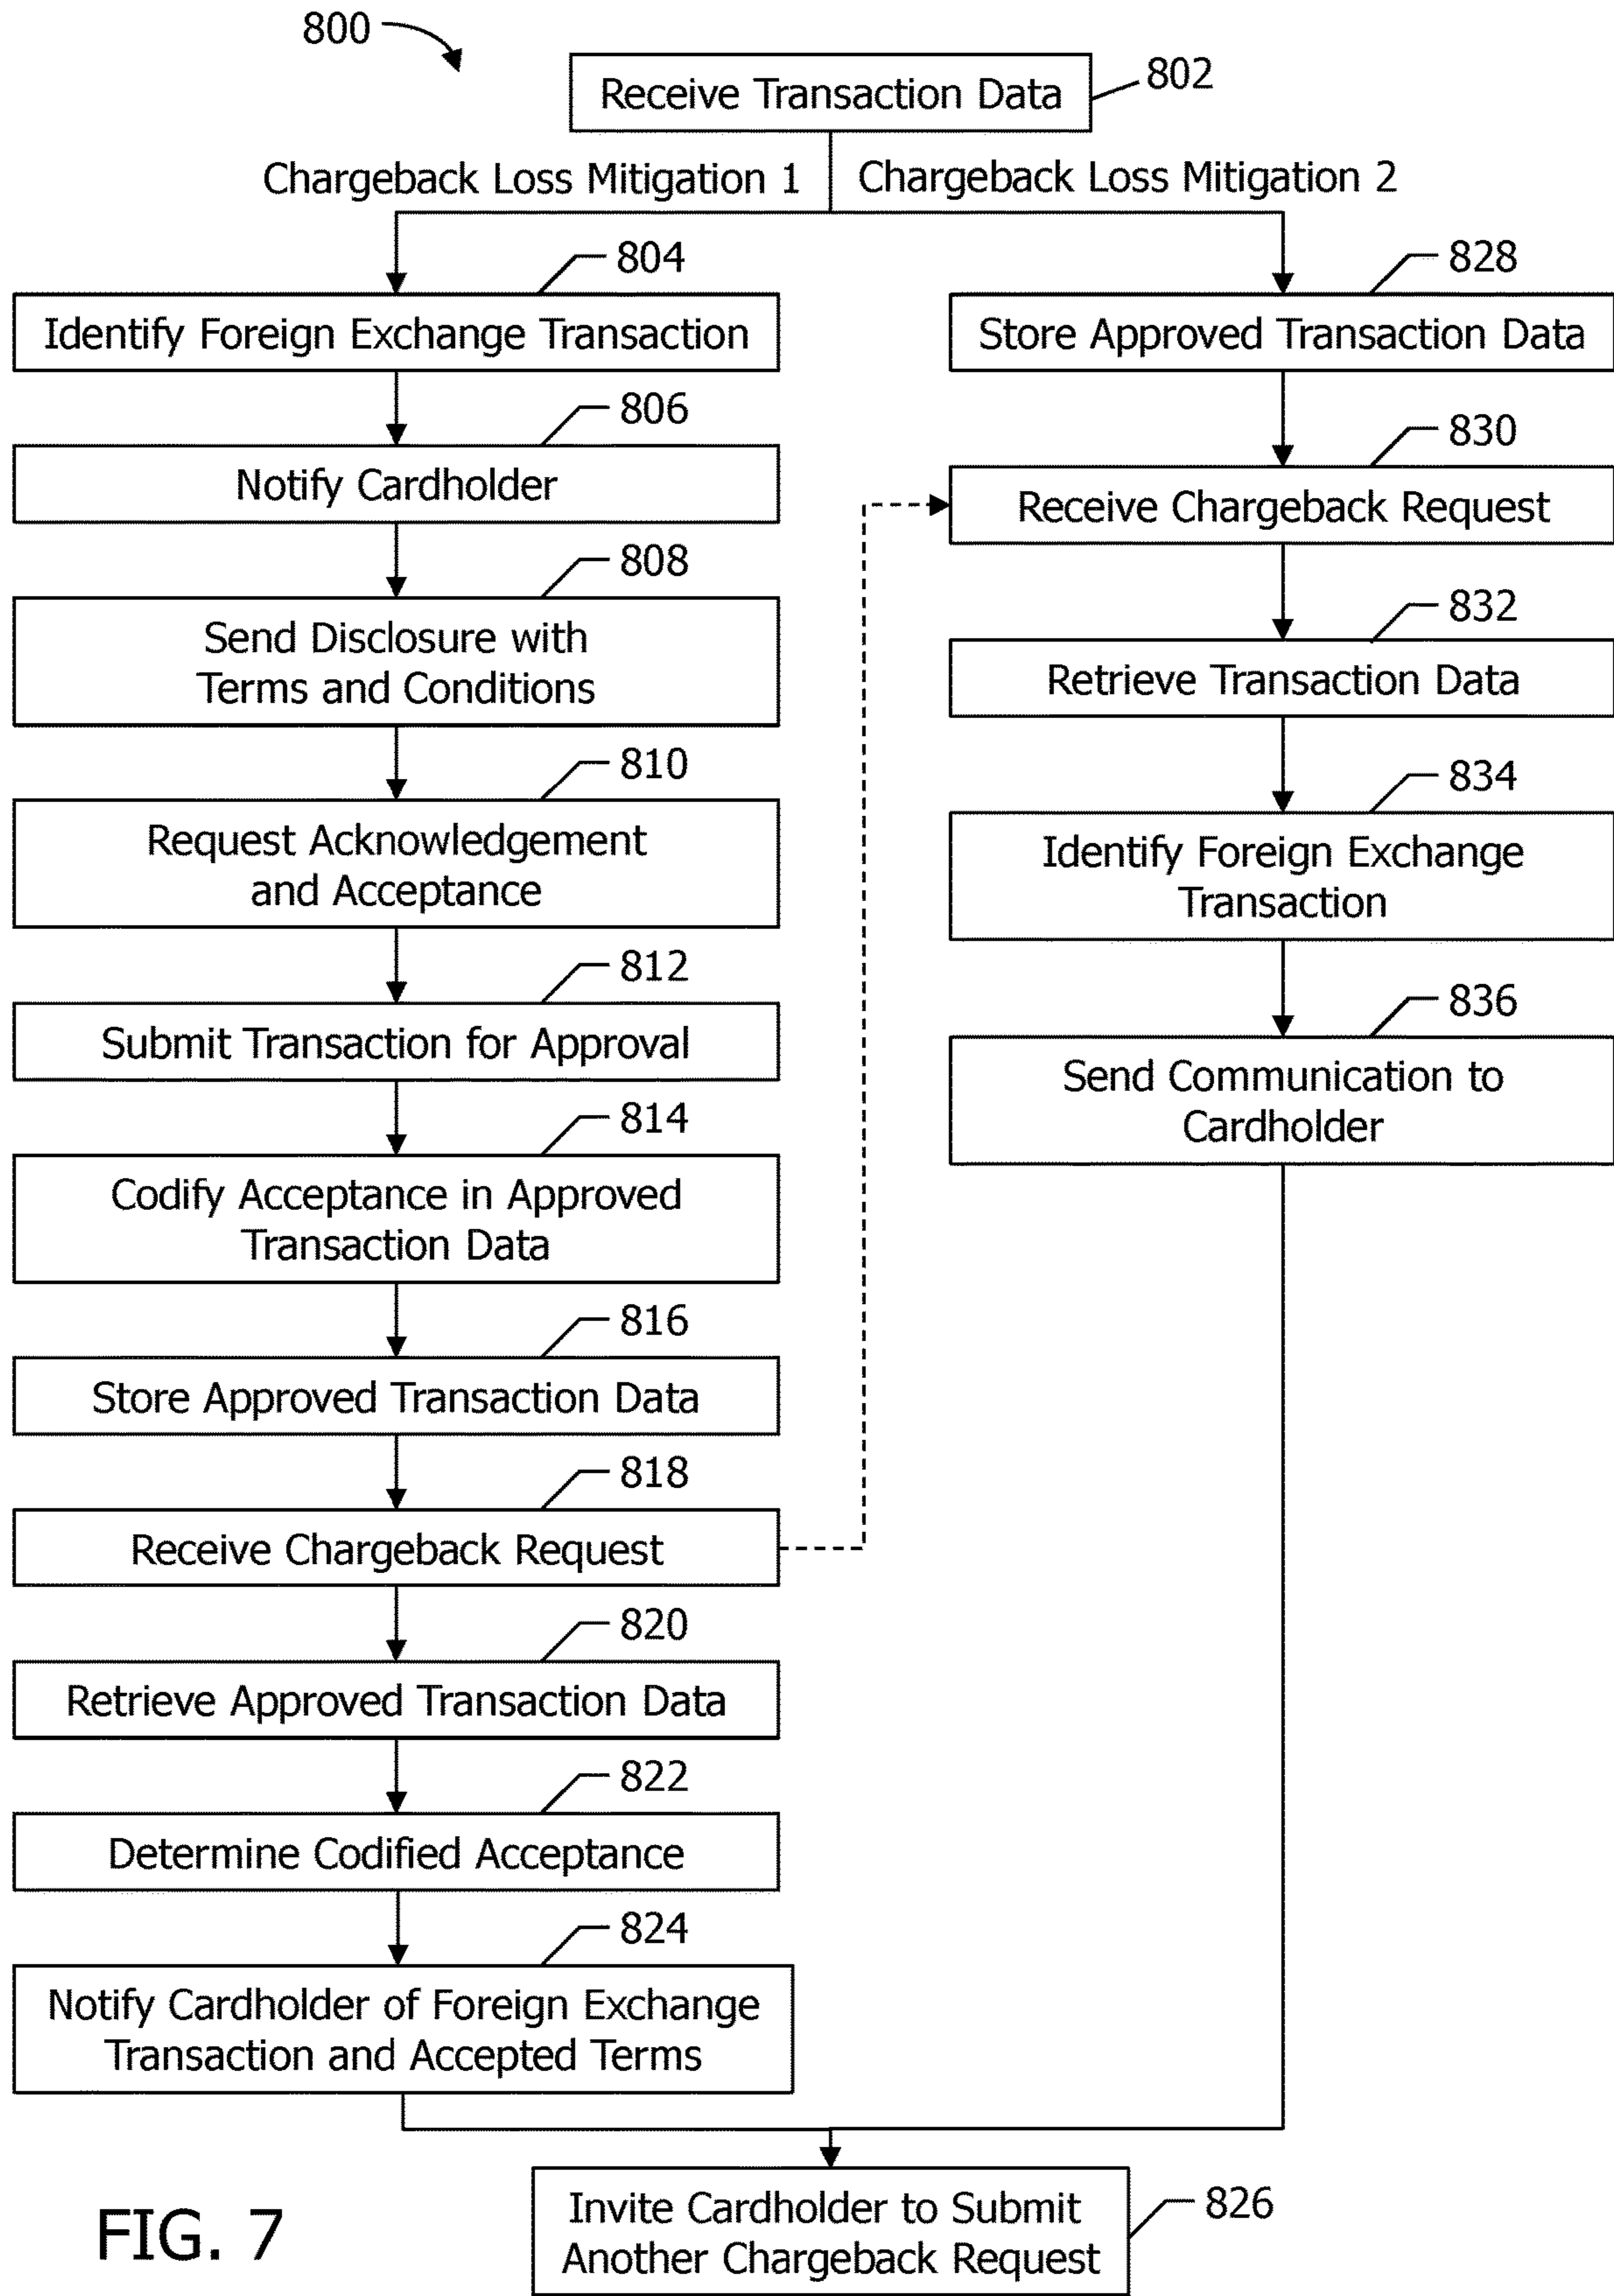 800
Receive Transaction Data
802
Chargeback Loss Mitigation 1
Chargeback Loss Mitigation 2
804
Identify Foreign Exchange Transaction
806
Notify Cardholder
808
Send Disclosure with
Terms and Conditions
810
Request Acknowledgement
and Acceptance
812
Submit Transaction for Approval
814
Codify Acceptance in Approved
Transaction Data
816
Store Approved Transaction Data
818
Receive Chargeback Request
820
Retrieve Approved Transaction Data
822
Determine Codified Acceptance
824
Notify Cardholder of Foreign Exchange
Transaction and Accepted Terms
828
Store Approved Transaction Data
830
Receive Chargeback Request
832
Retrieve Transaction Data
834
Identify Foreign Exchange
Transaction
836
Send Communication to
Cardholder
Invite Cardholder to Submit
Another Chargeback Request
826
FIG. 7